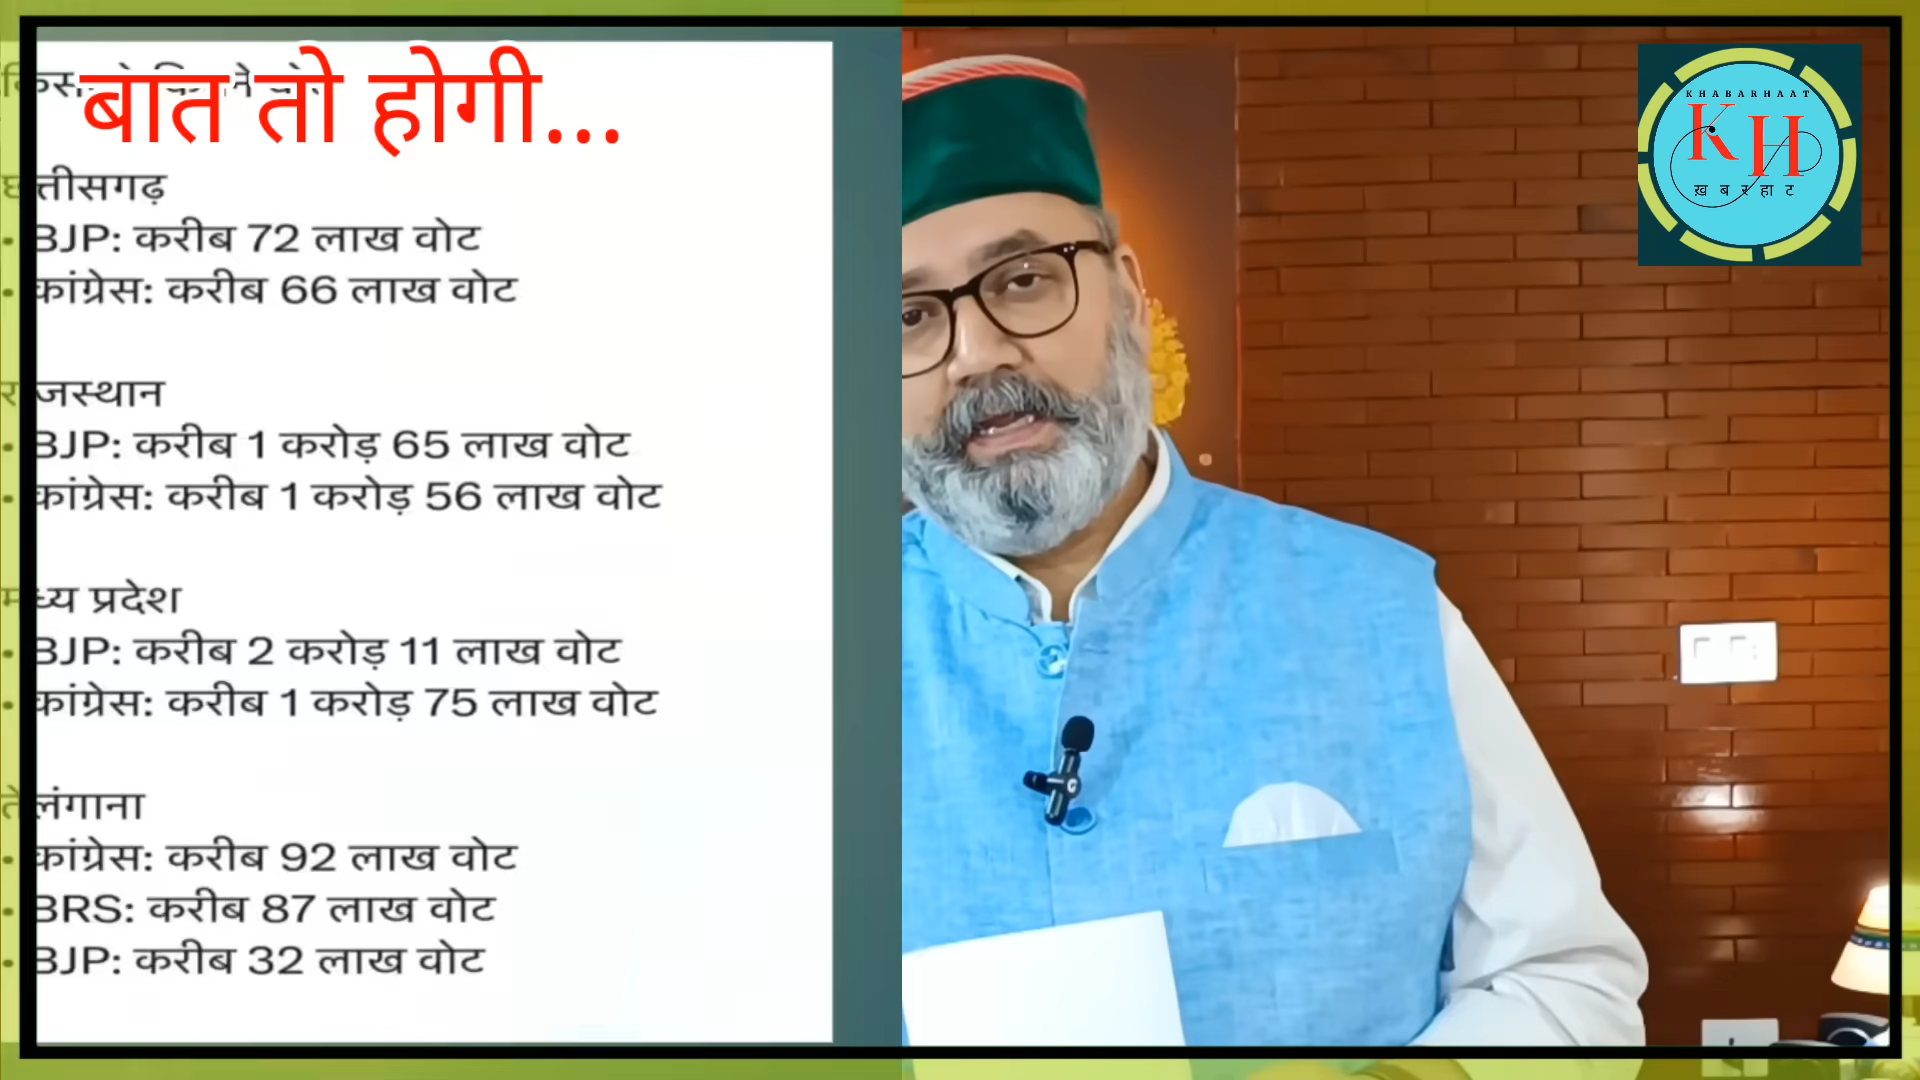 बात तो होगी...
छत्तीसगढ़
• BJP: करीब 72 लाख वोट
• कांग्रेस: करीब 66 लाख वोट
राजस्थान
• BJP: करीब 1 करोड़ 65 लाख वोट
• कांग्रेस: करीब 1 करोड़ 56 लाख वोट
मध्य प्रदेश
• BJP: करीब 2 करोड़ 11 लाख वोट
• कांग्रेस: करीब 1 करोड़ 75 लाख वोट
तेलंगाना
• कांग्रेस: करीब 92 लाख वोट
• BRS: करीब 87 लाख वोट
• BJP: करीब 32 लाख वोट
KHABARHAAT
KH
ख़बरहाट